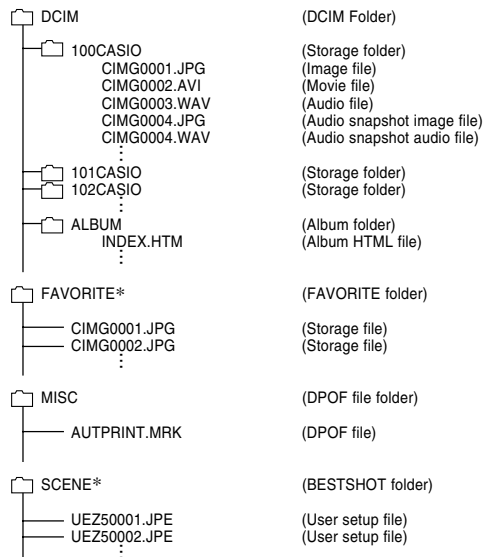 DCIM (DCIM Folder)
100CASIO (Storage folder)
CIMG0001.JPG (Image file)
CIMG0002.AVI (Movie file)
CIMG0003.WAV (Audio file)
CIMG0004.JPG (Audio snapshot image file)
CIMG0004.WAV (Audio snapshot audio file)
101CASIO (Storage folder)
102CASIO (Storage folder)
ALBUM (Album folder)
INDEX.HTM (Album HTML file)
FAVORITE* (FAVORITE folder)
CIMG0001.JPG (Storage file)
CIMG0002.JPG (Storage file)
MISC (DPOF file folder)
AUTPRINT.MRK (DPOF file)
SCENE* (BESTSHOT folder)
UEZ50001.JPE (User setup file)
UEZ50002.JPE (User setup file)